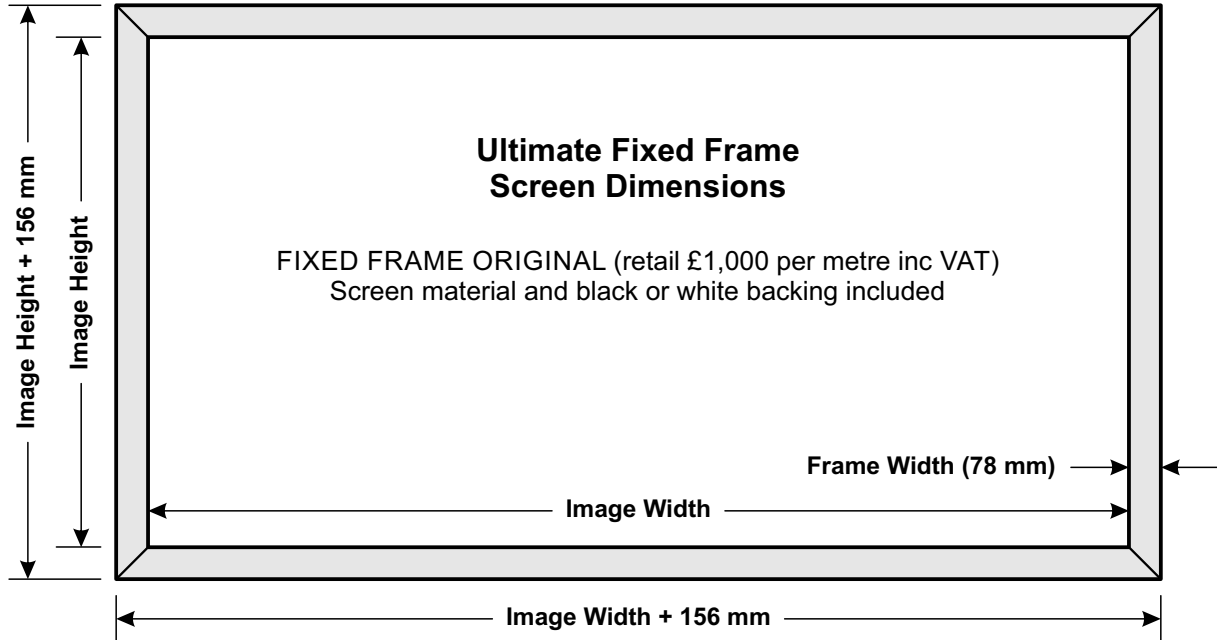 Image Height + 156 mm
Image Height
Ultimate Fixed Frame
Screen Dimensions
FIXED FRAME ORIGINAL (retail £1,000 per metre inc VAT)
Screen material and black or white backing included
Frame Width (78 mm)
Image Width
Image Width + 156 mm